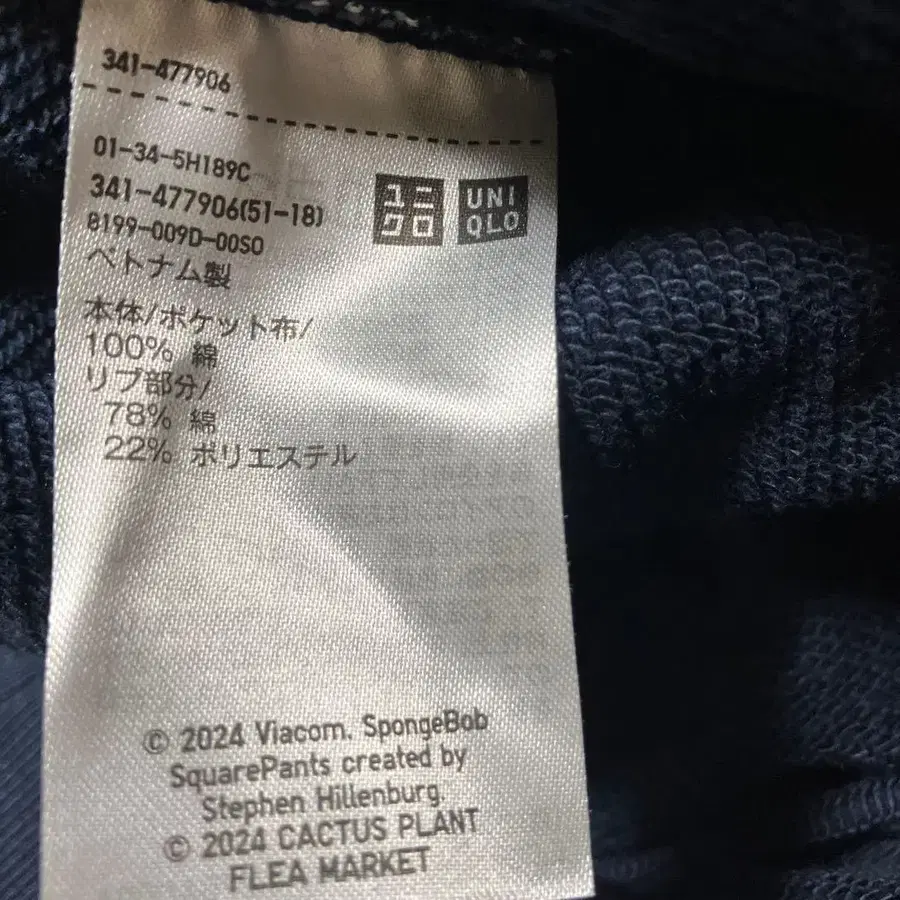 341-477906
01-34-5H189C
341-477906(51-18)
8199-009D-00S0
ユニクロ
UNIQLO
ベトナム製
本体/ポケット布/
100% 綿
リブ部分/
78% 綿
22% ポリエステル
© 2024 Viacom. SpongeBob
SquarePants created by
Stephen Hillenburg.
© 2024 CACTUS PLANT
FLEA MARKET